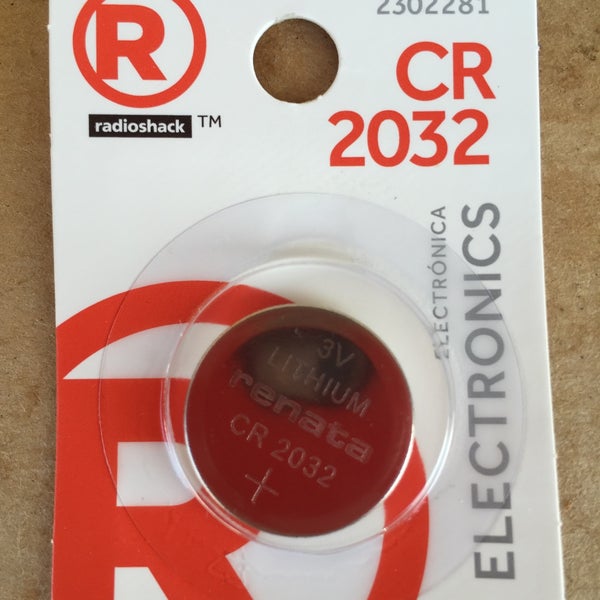 2302281
R
radioshack™
CR
2032
ELECTRÓNICA
ELECTRONICS
3V
LITHIUM
renata
CR 2032
+
R